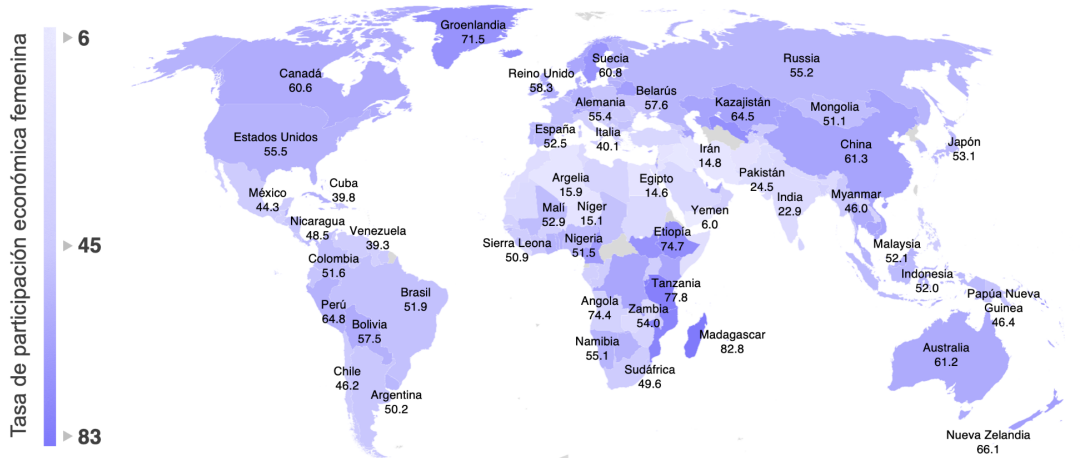 Tasa de participación económica femenina
6
45
83
Groenlandia
71.5
Canadá
60.6
Estados Unidos
55.5
México
44.3
Cuba
39.8
Nicaragua
48.5
Venezuela
39.3
Colombia
51.6
Brasil
51.9
Perú
64.8
Bolivia
57.5
Chile
46.2
Argentina
50.2
Suecia
60.8
Reino Unido
58.3
Belarús
57.6
Alemania
55.4
España
52.5
Italia
40.1
Russia
55.2
Kazajistán
64.5
Mongolia
51.1
China
61.3
Japón
53.1
Irán
14.8
Pakistán
24.5
India
22.9
Myanmar
46.0
Argelia
15.9
Egipto
14.6
Malí
52.9
Níger
15.1
Yemen
6.0
Sierra Leona
50.9
Nigeria
51.5
Etiopía
74.7
Malaysia
52.1
Indonesia
52.0
Tanzania
77.8
Angola
74.4
Zambia
54.0
Papúa Nueva
Guinea
46.4
Madagascar
82.8
Namibia
55.1
Sudáfrica
49.6
Australia
61.2
Nueva Zelandia
66.1